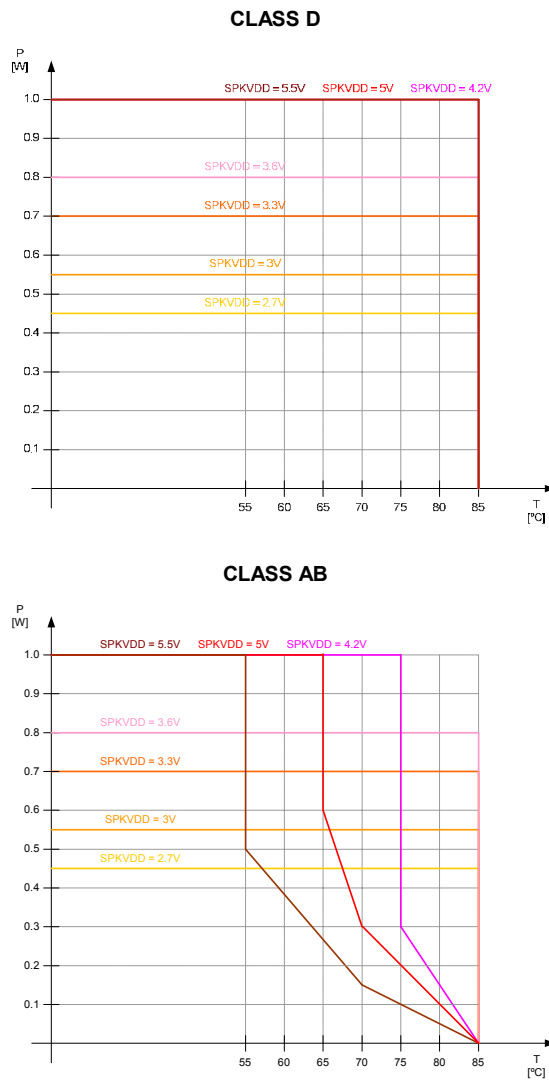 CLASS D
P
[W]
SPKVDD = 5.5V SPKVDD = 5V SPKVDD = 4.2V
1.0
0.9
SPKVDD = 3.6V
0.8
SPKVDD = 3.3V
0.7
0.6
SPKVDD = 3V
0.5
SPKVDD = 2.7V
0.4
0.3
0.2
0.1
55 60 65 70 75 80 85 T
[ºC]
CLASS AB
P
[W]
SPKVDD = 5.5V SPKVDD = 5V SPKVDD = 4.2V
1.0
0.9
SPKVDD = 3.6V
0.8
SPKVDD = 3.3V
0.7
0.6
SPKVDD = 3V
0.5
SPKVDD = 2.7V
0.4
0.3
0.2
0.1
55 60 65 70 75 80 85 T
[ºC]